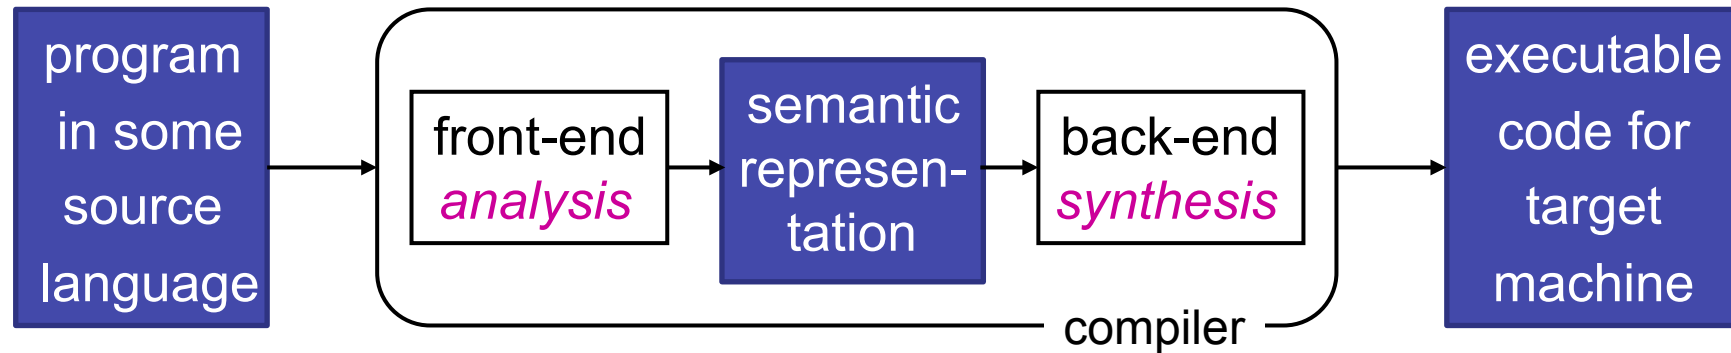 program
in some
source
language
front-end
analysis
semantic
represen-
tation
back-end
synthesis
compiler
executable
code for
target
machine